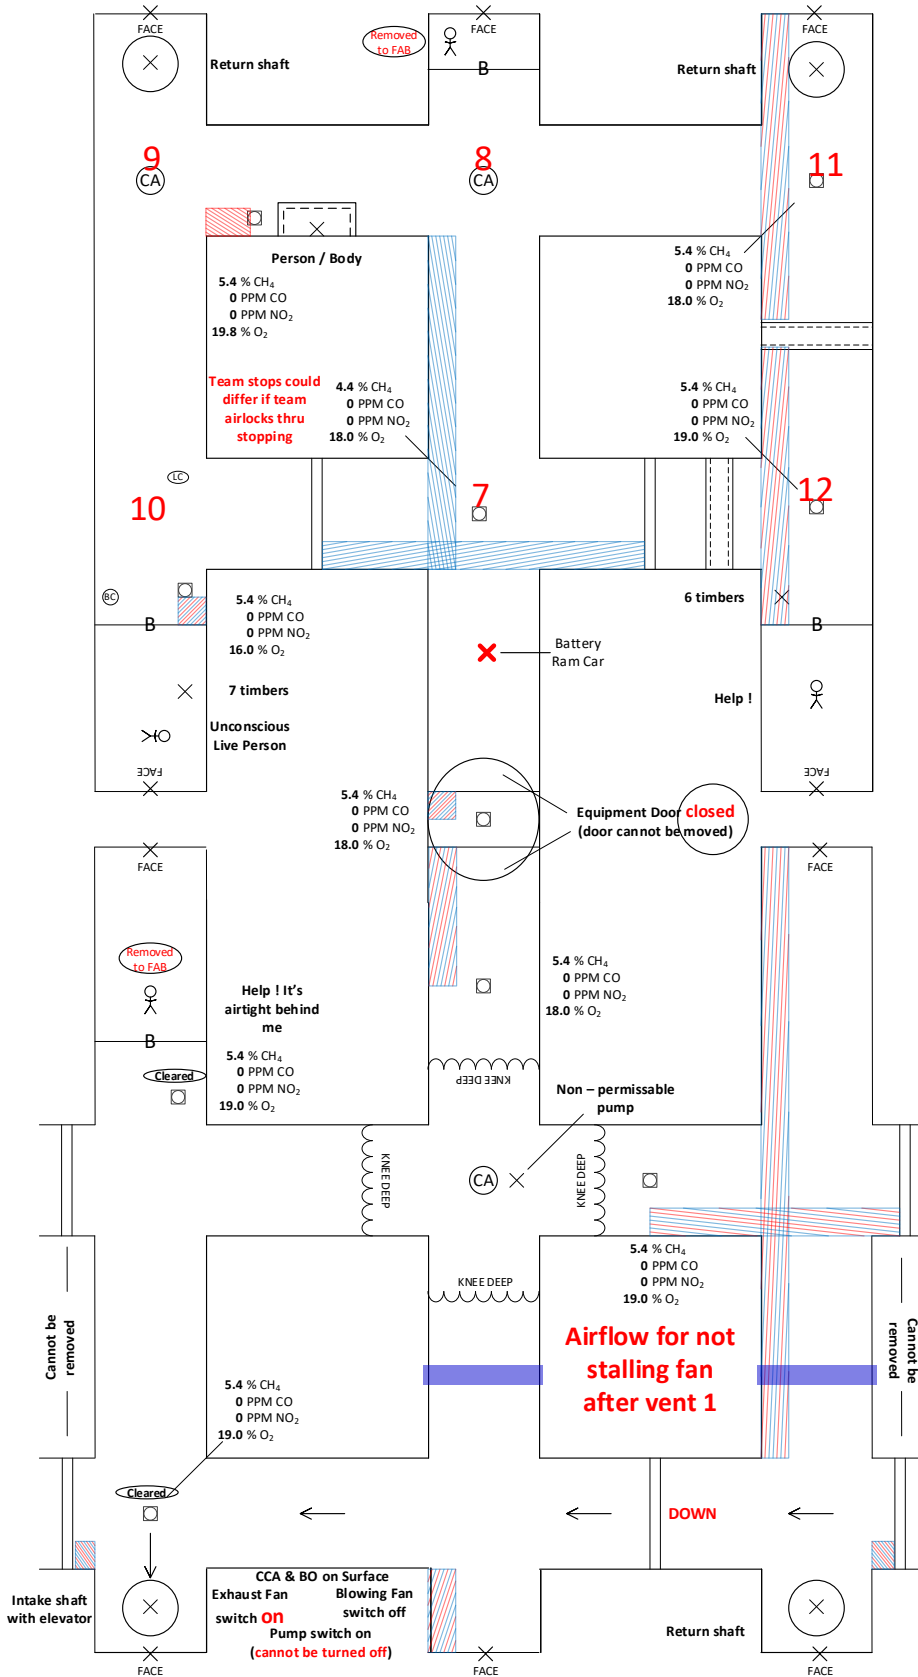 FACE
FACE
FACE
Removed
to FAB
B
Return shaft
Return shaft
9
8
11
CA
CA
Person / Body
5.4 % CH₄
0 PPM CO
0 PPM NO₂
19.8 % O₂
5.4 % CH₄
0 PPM CO
0 PPM NO₂
18.0 % O₂
Team stops could
differ if team
airlocks thru
stopping
4.4 % CH₄
0 PPM CO
0 PPM NO₂
18.0 % O₂
5.4 % CH₄
0 PPM CO
0 PPM NO₂
19.0 % O₂
LC
10
7
12
BC
B
5.4 % CH₄
0 PPM CO
0 PPM NO₂
16.0 % O₂
6 timbers
B
7 timbers
Battery
Ram Car
Help !
Unconscious
Live Person
FACE
FACE
5.4 % CH₄
0 PPM CO
0 PPM NO₂
18.0 % O₂
Equipment Door closed
(door cannot be moved)
FACE
FACE
Removed
to FAB
B
Help ! It's
airtight behind
me
5.4 % CH₄
0 PPM CO
0 PPM NO₂
18.0 % O₂
Cleared
5.4 % CH₄
0 PPM CO
0 PPM NO₂
19.0 % O₂
KNEE DEEP
Non – permissable
pump
KNEE DEEP
CA
KNEE DEEP
KNEE DEEP
5.4 % CH₄
0 PPM CO
0 PPM NO₂
19.0 % O₂
Cannot be
removed
Airflow for not
stalling fan
after vent 1
Cannot be
removed
5.4 % CH₄
0 PPM CO
0 PPM NO₂
19.0 % O₂
Cleared
DOWN
Intake shaft
with elevator
CCA & BO on Surface
Exhaust Fan
switch on
Blowing Fan
switch off
Pump switch on
(cannot be turned off)
Return shaft
FACE
FACE
FACE